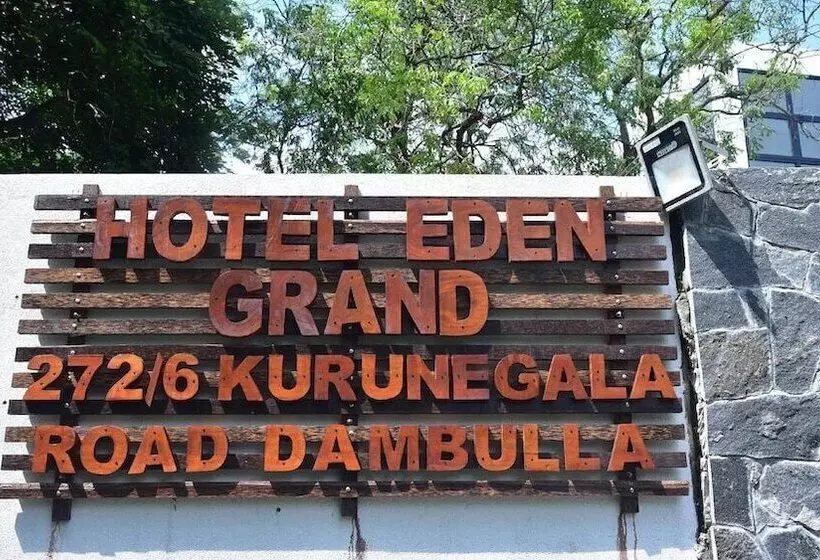 HOTEL EDEN
GRAND
272/6 KURUNEGALA
ROAD DAMBULLA